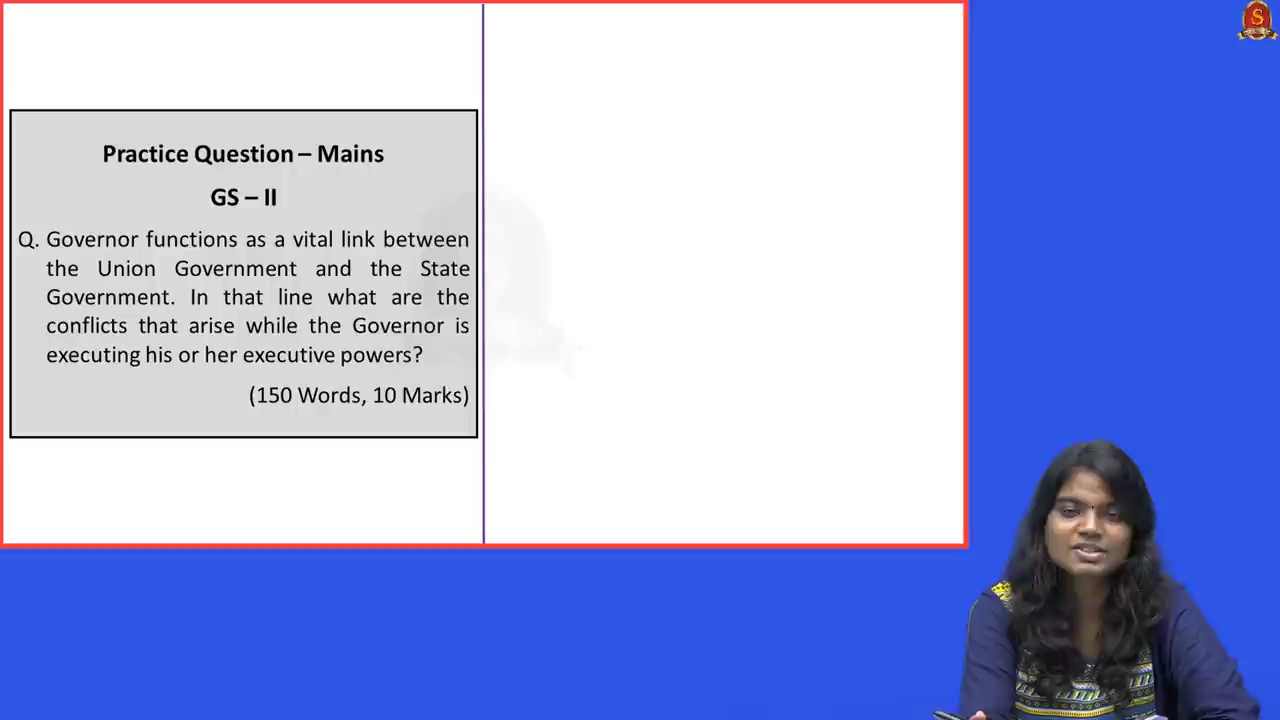 Practice Question – Mains
GS – II
Q. Governor functions as a vital link between
the Union Government and the State
Government. In that line what are the
conflicts that arise while the Governor is
executing his or her executive powers?
(150 Words, 10 Marks)
S